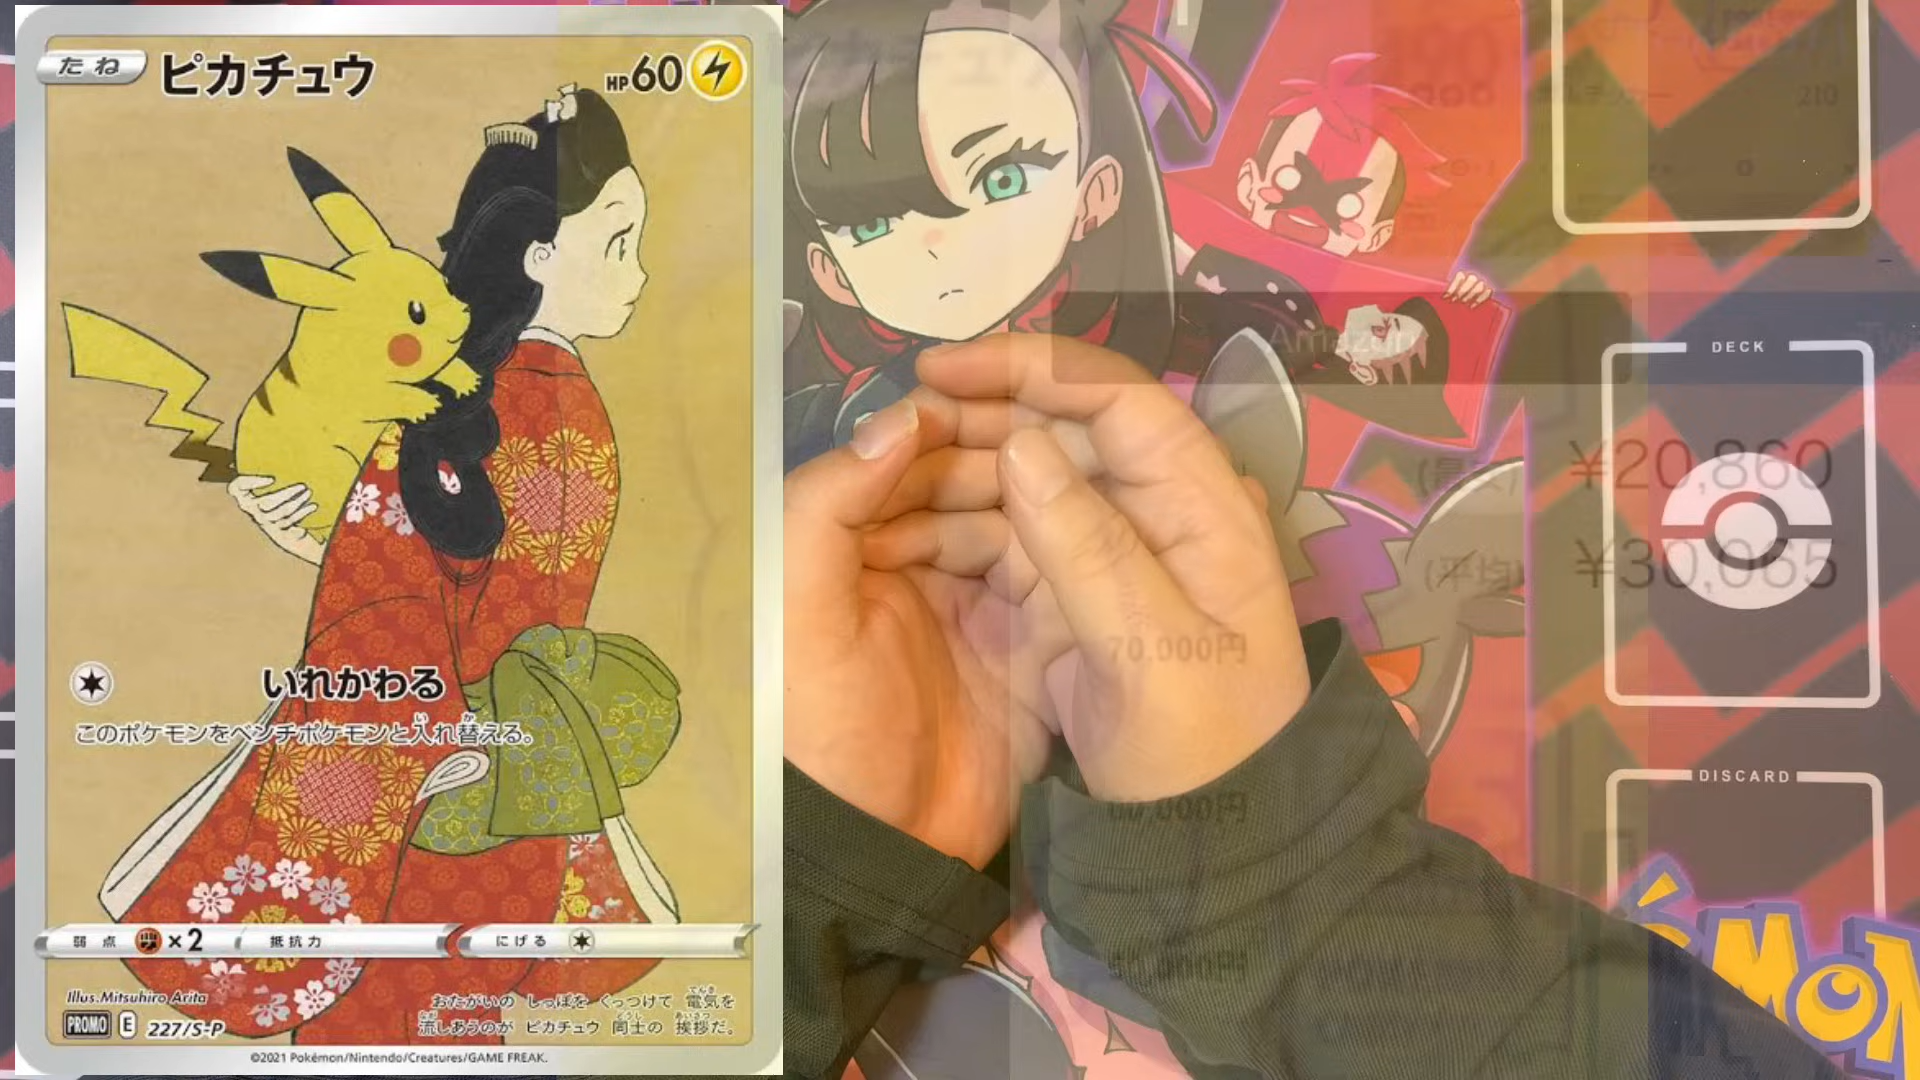 たね ピカチュウ HP60
いれかわる
このポケモンをベンチポケモンと入れ替える。
弱点 ×2 抵抗力 にげる
Illus.Mitsuhiro Arita
PROMO E 227/S-P
おたがいの しっぽを くっつけて 電気を
流しあうのが ピカチュウ 同士の 挨拶だ。
©2021 Pokémon/Nintendo/Creatures/GAME FREAK.
210
Amazon
DECK
¥20,860
(平均) ¥30,065
70.000円
DISCARD